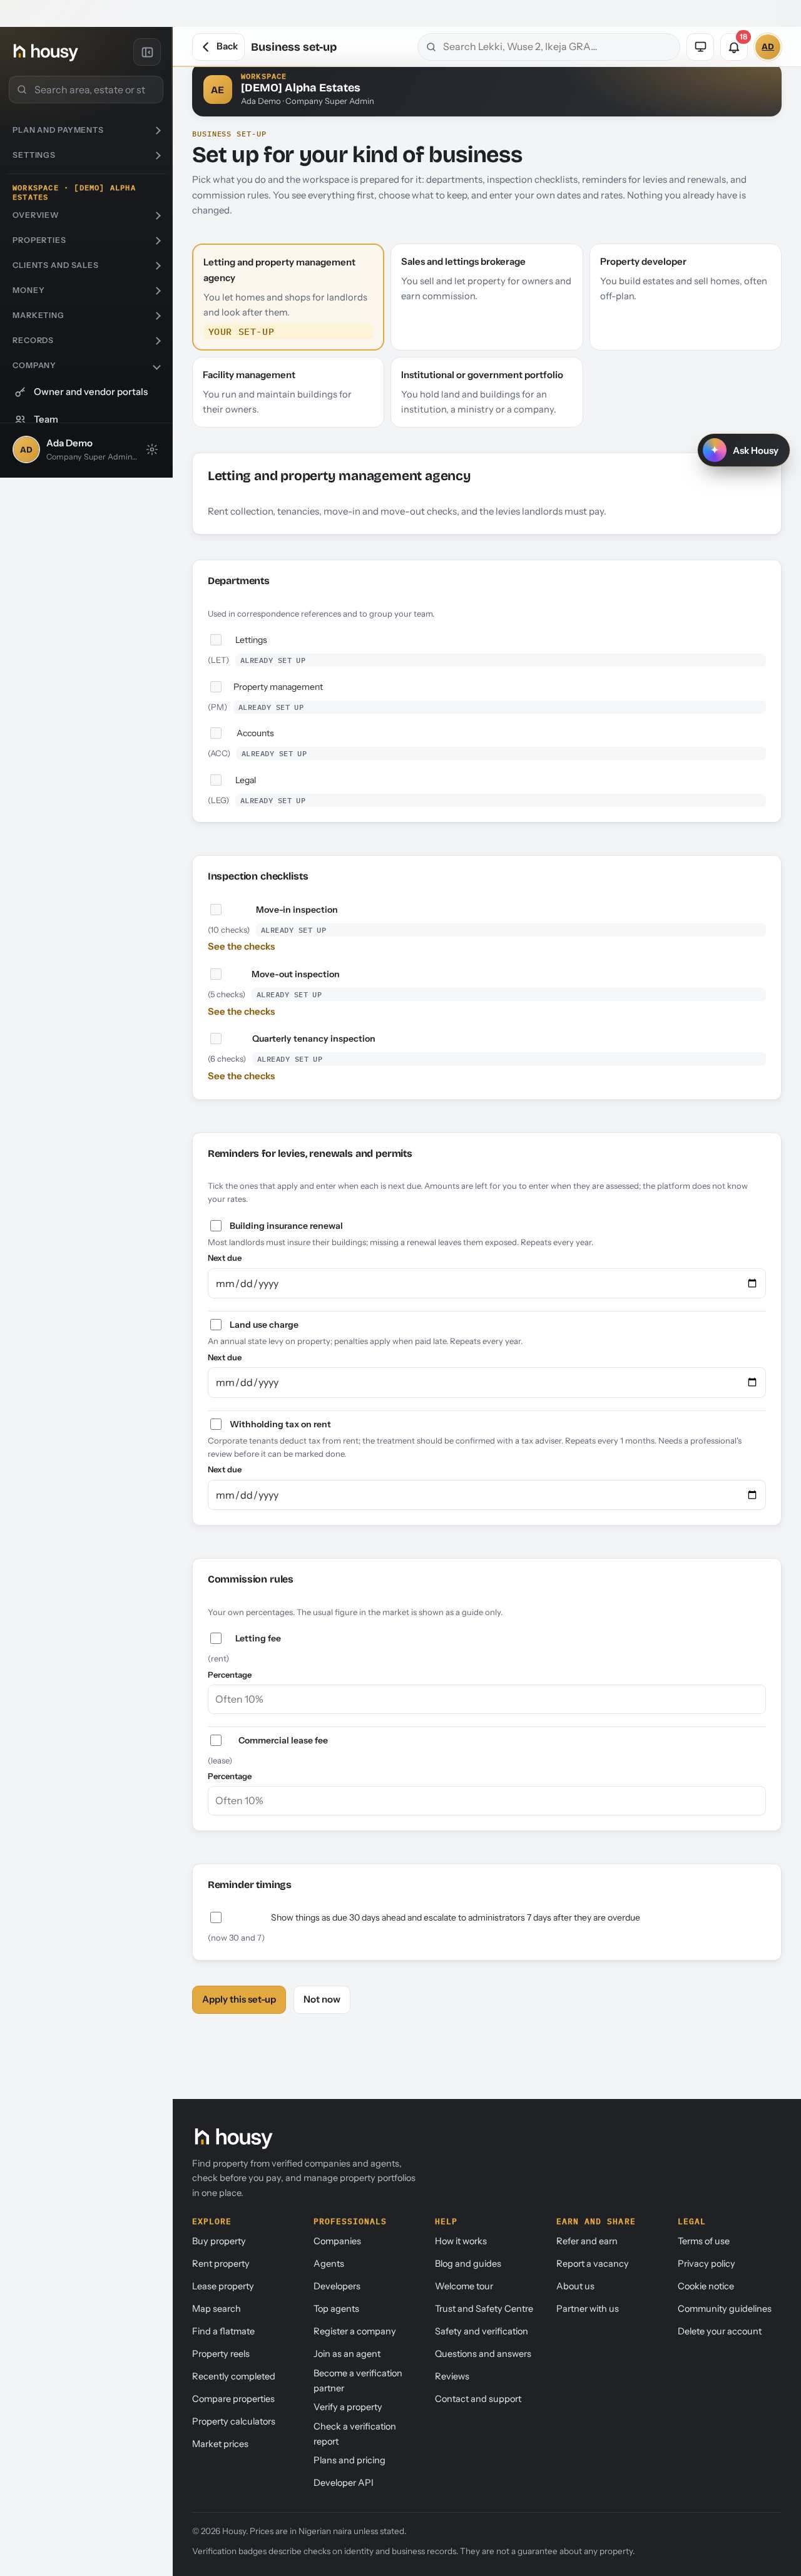 housy
Search area, estate or st
PLAN AND PAYMENTS
SETTINGS
WORKSPACE · [DEMO] ALPHA
ESTATES
OVERVIEW
PROPERTIES
CLIENTS AND SALES
MONEY
MARKETING
RECORDS
COMPANY
Owner and vendor portals
Team
AD
Ada Demo
Company Super Admin...
Back
Business set-up
Search Lekki, Wuse 2, Ikeja GRA...
18
AD
AE
WORKSPACE
[DEMO] Alpha Estates
Ada Demo · Company Super Admin
BUSINESS SET-UP
Set up for your kind of business
Pick what you do and the workspace is prepared for it: departments, inspection checklists, reminders for levies and renewals, and
commission rules. You see everything first, choose what to keep, and enter your own dates and rates. Nothing you already have is
changed.
Letting and property management
agency
You let homes and shops for landlords
and look after them.
YOUR SET-UP
Sales and lettings brokerage
You sell and let property for owners and
earn commission.
Property developer
You build estates and sell homes, often
off-plan.
Facility management
You run and maintain buildings for
their owners.
Institutional or government portfolio
You hold land and buildings for an
institution, a ministry or a company.
Ask Housy
Letting and property management agency
Rent collection, tenancies, move-in and move-out checks, and the levies landlords must pay.
Departments
Used in correspondence references and to group your team.
Lettings
(LET) ALREADY SET UP
Property management
(PM) ALREADY SET UP
Accounts
(ACC) ALREADY SET UP
Legal
(LEG) ALREADY SET UP
Inspection checklists
Move-in inspection
(10 checks) ALREADY SET UP
See the checks
Move-out inspection
(5 checks) ALREADY SET UP
See the checks
Quarterly tenancy inspection
(6 checks) ALREADY SET UP
See the checks
Reminders for levies, renewals and permits
Tick the ones that apply and enter when each is next due. Amounts are left for you to enter when they are assessed; the platform does not know
your rates.
Building insurance renewal
Most landlords must insure their buildings; missing a renewal leaves them exposed. Repeats every year.
Next due
mm/dd/yyyy
Land use charge
An annual state levy on property; penalties apply when paid late. Repeats every year.
Next due
mm/dd/yyyy
Withholding tax on rent
Corporate tenants deduct tax from rent; the treatment should be confirmed with a tax adviser. Repeats every 1 months. Needs a professional's
review before it can be marked done.
Next due
mm/dd/yyyy
Commission rules
Your own percentages. The usual figure in the market is shown as a guide only.
Letting fee
(rent)
Percentage
Often 10%
Commercial lease fee
(lease)
Percentage
Often 10%
Reminder timings
Show things as due 30 days ahead and escalate to administrators 7 days after they are overdue
(now 30 and 7)
Apply this set-up
Not now
housy
Find property from verified companies and agents,
check before you pay, and manage property portfolios
in one place.
EXPLORE
Buy property
Rent property
Lease property
Map search
Find a flatmate
Property reels
Recently completed
Compare properties
Property calculators
Market prices
PROFESSIONALS
Companies
Agents
Developers
Top agents
Register a company
Join as an agent
Become a verification
partner
Verify a property
Check a verification
report
Plans and pricing
Developer API
HELP
How it works
Blog and guides
Welcome tour
Trust and Safety Centre
Safety and verification
Questions and answers
Reviews
Contact and support
EARN AND SHARE
Refer and earn
Report a vacancy
About us
Partner with us
LEGAL
Terms of use
Privacy policy
Cookie notice
Community guidelines
Delete your account
© 2026 Housy. Prices are in Nigerian naira unless stated.
Verification badges describe checks on identity and business records. They are not a guarantee about any property.